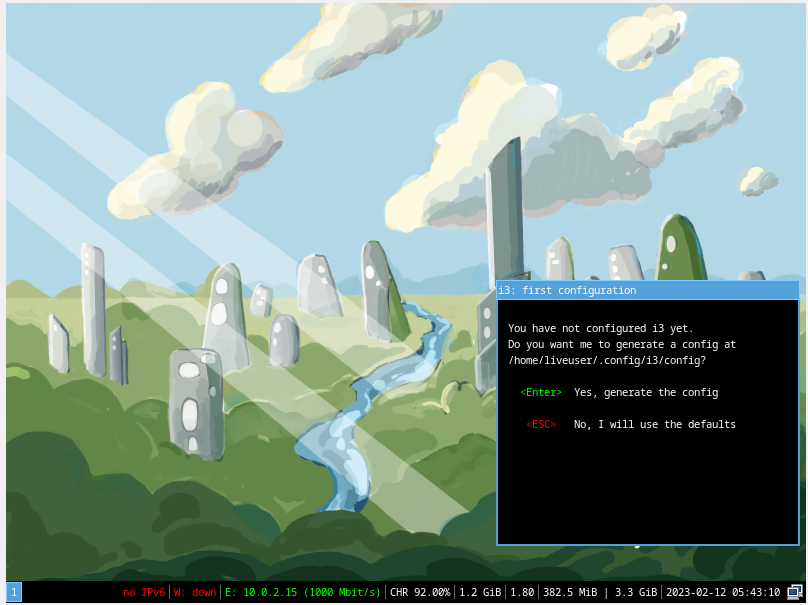 i3: first configuration
You have not configured i3 yet.
Do you want me to generate a config at
/home/liveuser/.config/i3/config?
<Enter> Yes, generate the config
<ESC> No, I will use the defaults
1 no IPv6|W: down|E: 10.0.2.15 (1000 Mbit/s)|CHR 92.00%|1.2 GiB|1.80|382.5 MiB | 3.3 GiB|2023-02-12 05:43:10